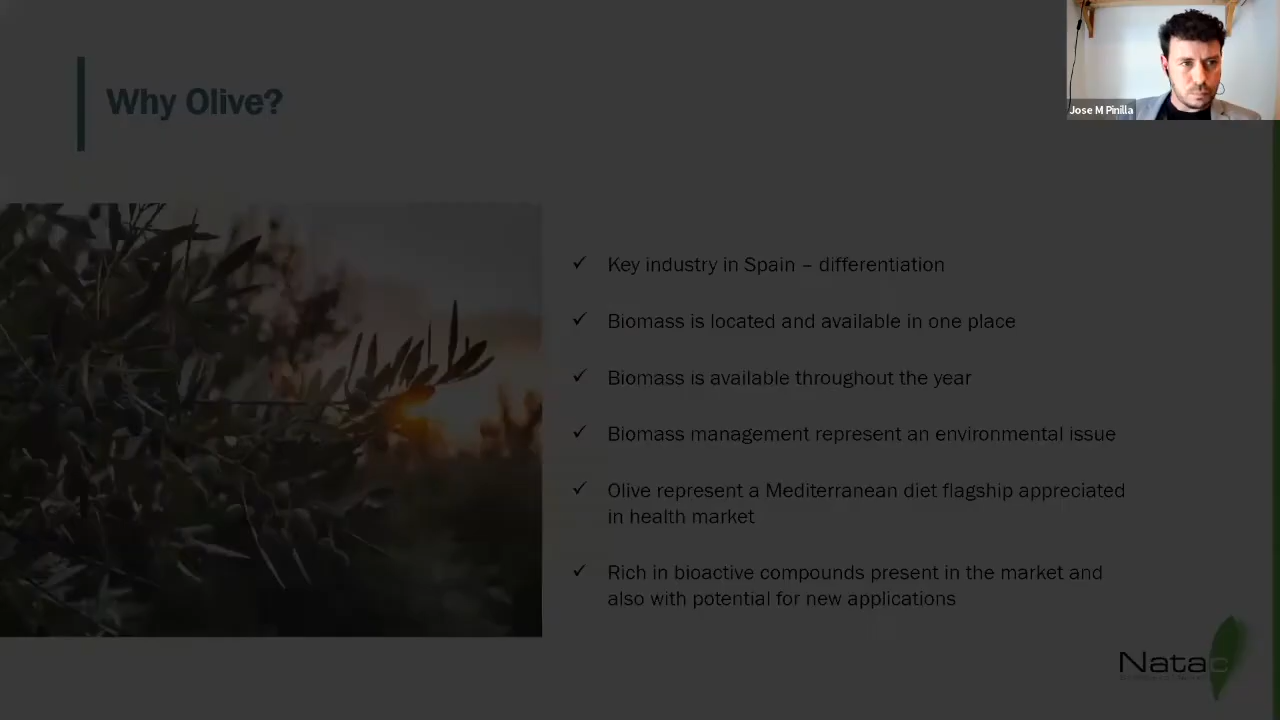 Jose M Pinilla
Why Olive?
✓ Key industry in Spain – differentiation
✓ Biomass is located and available in one place
✓ Biomass is available throughout the year
✓ Biomass management represent an environmental issue
✓ Olive represent a Mediterranean diet flagship appreciated
in health market
✓ Rich in bioactive compounds present in the market and
also with potential for new applications
Natac